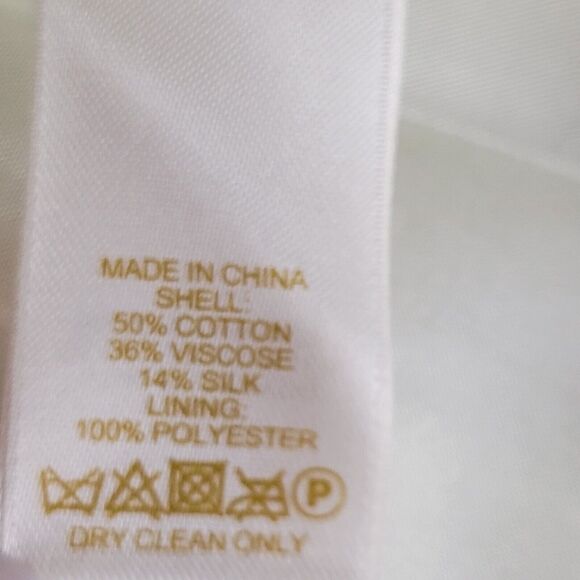 MADE IN CHINA
SHELL:
50% COTTON
36% VISCOSE
14% SILK
LINING:
100% POLYESTER
P
DRY CLEAN ONLY